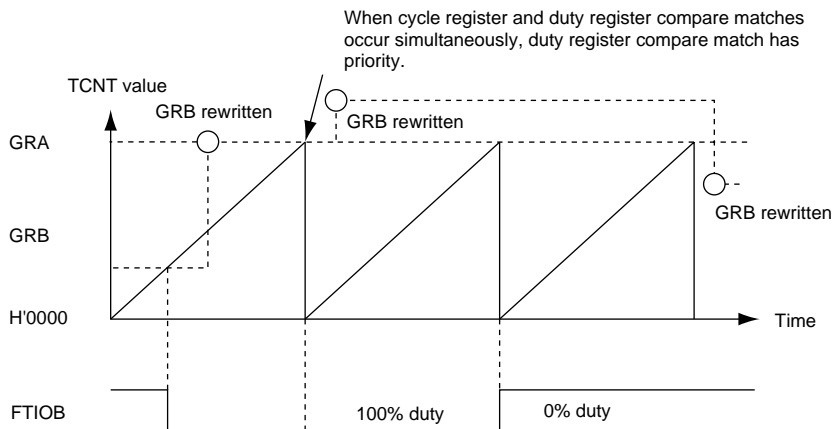 When cycle register and duty register compare matches
occur simultaneously, duty register compare match has
priority.
TCNT value
GRB rewritten
GRB rewritten
GRA
GRB rewritten
GRB
H'0000
Time
FTIOB
100% duty
0% duty